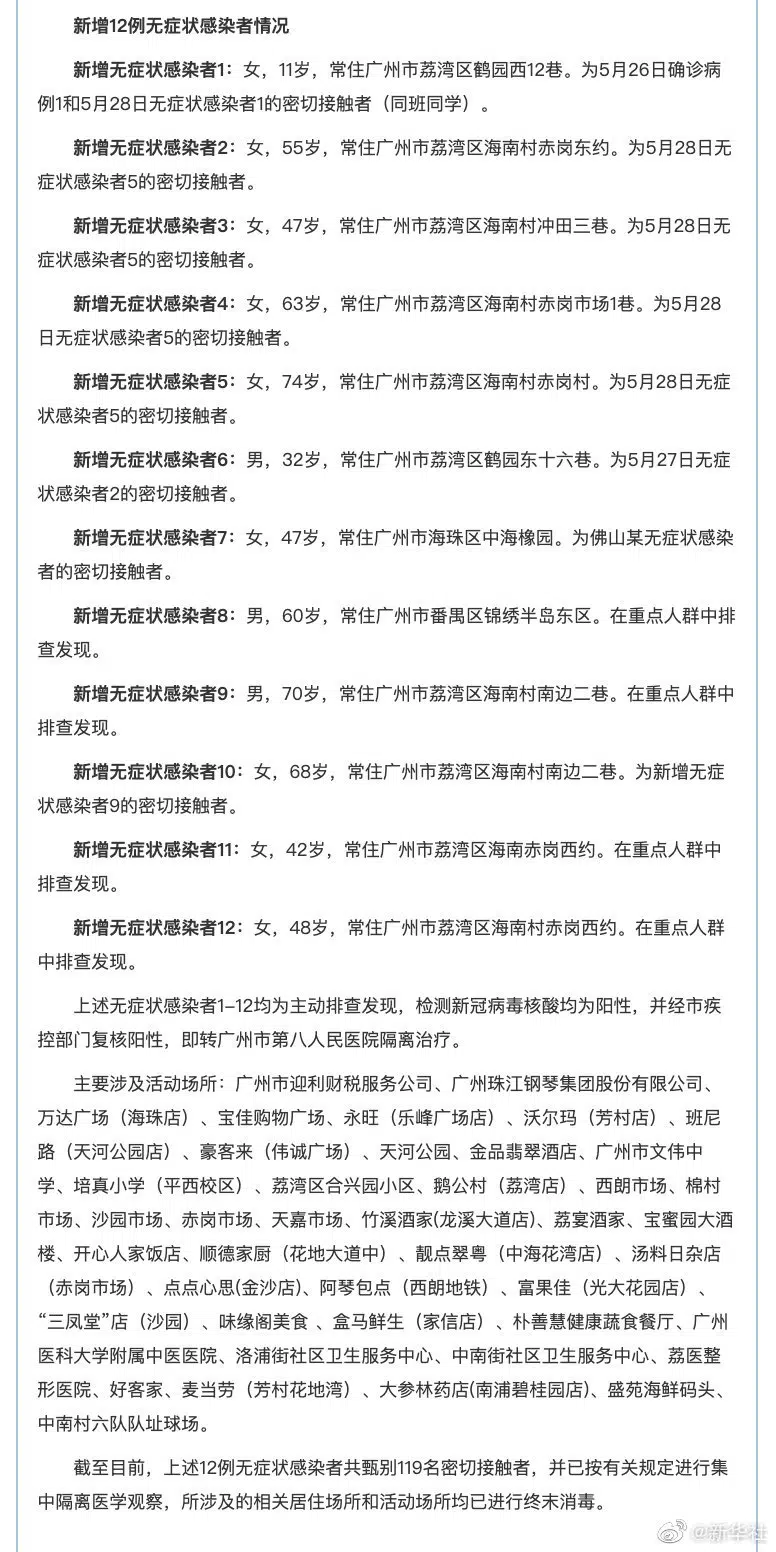 新增12例无症状感染者情况
新增无症状感染者1：女，11岁，常住广州市荔湾区鹤园西12巷。为5月26日确诊病
例1和5月28日无症状感染者1的密切接触者（同班同学）。
新增无症状感染者2：女，55岁，常住广州市荔湾区海南村赤岗东约。为5月28日无
症状感染者5的密切接触者。
新增无症状感染者3：女，47岁，常住广州市荔湾区海南村冲田三巷。为5月28日无
症状感染者5的密切接触者。
新增无症状感染者4：女，63岁，常住广州市荔湾区海南村赤岗市场1巷。为5月28
日无症状感染者5的密切接触者。
新增无症状感染者5：女，74岁，常住广州市荔湾区海南村赤岗村。为5月28日无症
状感染者5的密切接触者。
新增无症状感染者6：男，32岁，常住广州市荔湾区鹤园东十六巷。为5月27日无症
状感染者2的密切接触者。
新增无症状感染者7：女，47岁，常住广州市海珠区中海橡园。为佛山某无症状感染
者的密切接触者。
新增无症状感染者8：男，60岁，常住广州市番禺区锦绣半岛东区。在重点人群中排
查发现。
新增无症状感染者9：男，70岁，常住广州市荔湾区海南村南边二巷。在重点人群中
排查发现。
新增无症状感染者10：女，68岁，常住广州市荔湾区海南村南边二巷。为新增无症
状感染者9的密切接触者。
新增无症状感染者11：女，42岁，常住广州市荔湾区海南赤岗西约。在重点人群中
排查发现。
新增无症状感染者12：女，48岁，常住广州市荔湾区海南村赤岗西约。在重点人群
中排查发现。
上述无症状感染者1–12均为主动排查发现，检测新冠病毒核酸均为阳性，并经市疾
控部门复核阳性，即转广州市第八人民医院隔离治疗。
主要涉及活动场所：广州市迎利财税服务公司、广州珠江钢琴集团股份有限公司、
万达广场（海珠店）、宝佳购物广场、永旺（乐峰广场店）、沃尔玛（芳村店）、班尼
路（天河公园店）、豪客来（伟诚广场）、天河公园、金品翡翠酒店、广州市文伟中
学、培真小学（平西校区）、荔湾区合兴园小区、鹅公村（荔湾店）、西朗市场、棉村
市场、沙园市场、赤岗市场、天嘉市场、竹溪酒家(龙溪大道店)、荔宴酒家、宝蜜园大酒
楼、开心人家饭店、顺德家厨（花地大道中）、靓点翠粤（中海花湾店）、汤料日杂店
（赤岗市场）、点点心思(金沙店)、阿琴包点（西朗地铁）、富果佳（光大花园店）、
“三凤堂”店（沙园）、味缘阁美食 、盒马鲜生（家信店）、朴善慧健康蔬食餐厅、广州
医科大学附属中医医院、洛浦街社区卫生服务中心、中南街社区卫生服务中心、荔医整
形医院、好客家、麦当劳（芳村花地湾）、大参林药店(南浦碧桂园店)、盛苑海鲜码头、
中南村六队队址球场。
截至目前，上述12例无症状感染者共甄别119名密切接触者，并已按有关规定进行集
中隔离医学观察，所涉及的相关居住场所和活动场所均已进行终末消毒。
@新华社